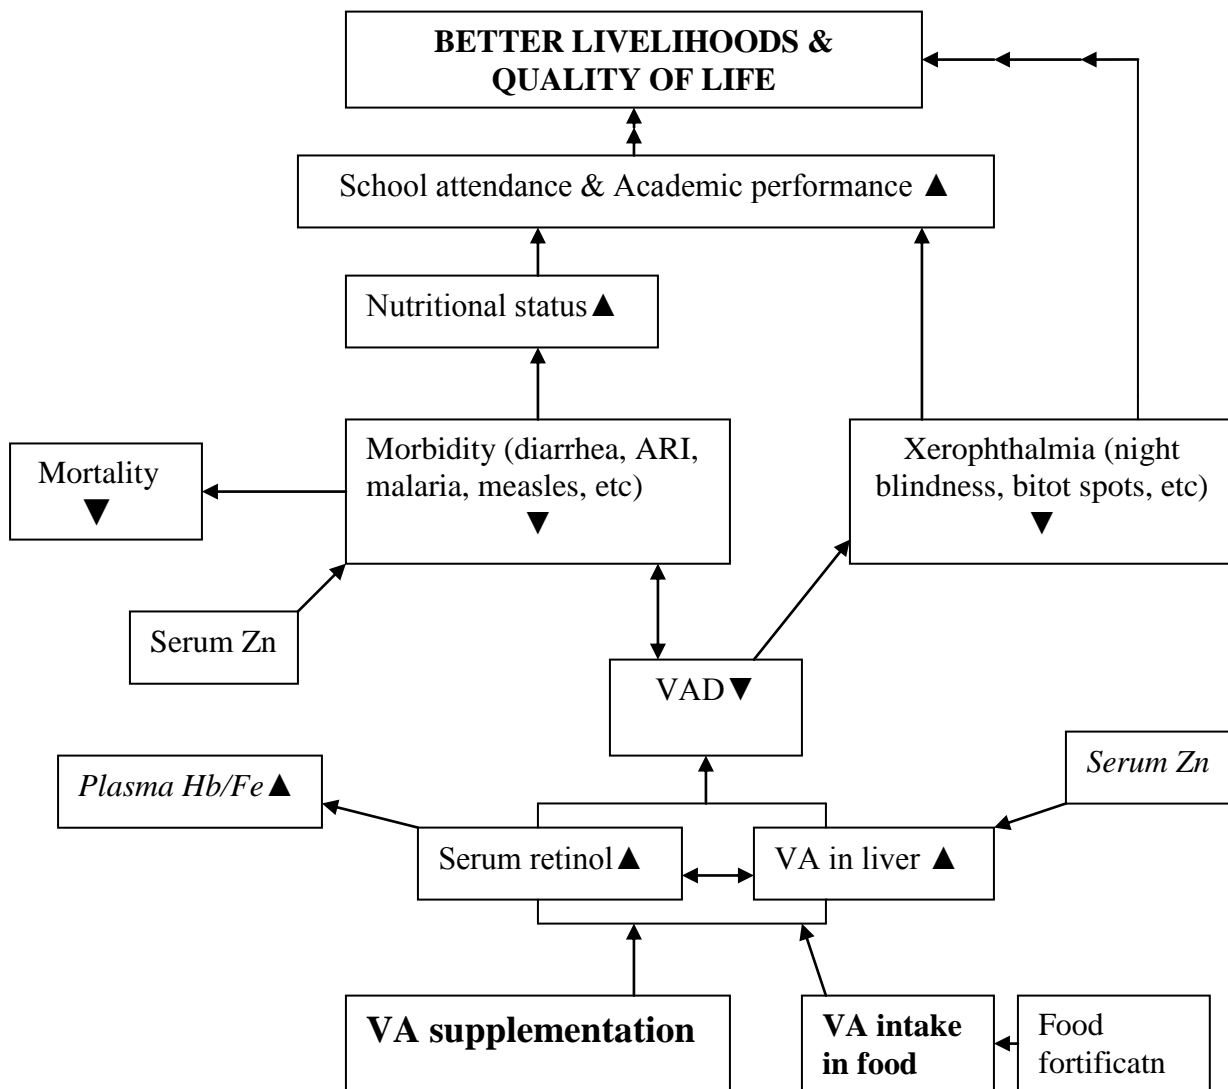 BETTER LIVELIHOODS &
QUALITY OF LIFE
School attendance & Academic performance ▲
Nutritional status▲
Mortality
▼
Morbidity (diarrhea, ARI,
malaria, measles, etc)
▼
Xerophthalmia (night
blindness, bitot spots, etc)
▼
Serum Zn
VAD▼
Plasma Hb/Fe▲
Serum Zn
Serum retinol▲
VA in liver ▲
VA supplementation
VA intake
in food
Food
fortificatn